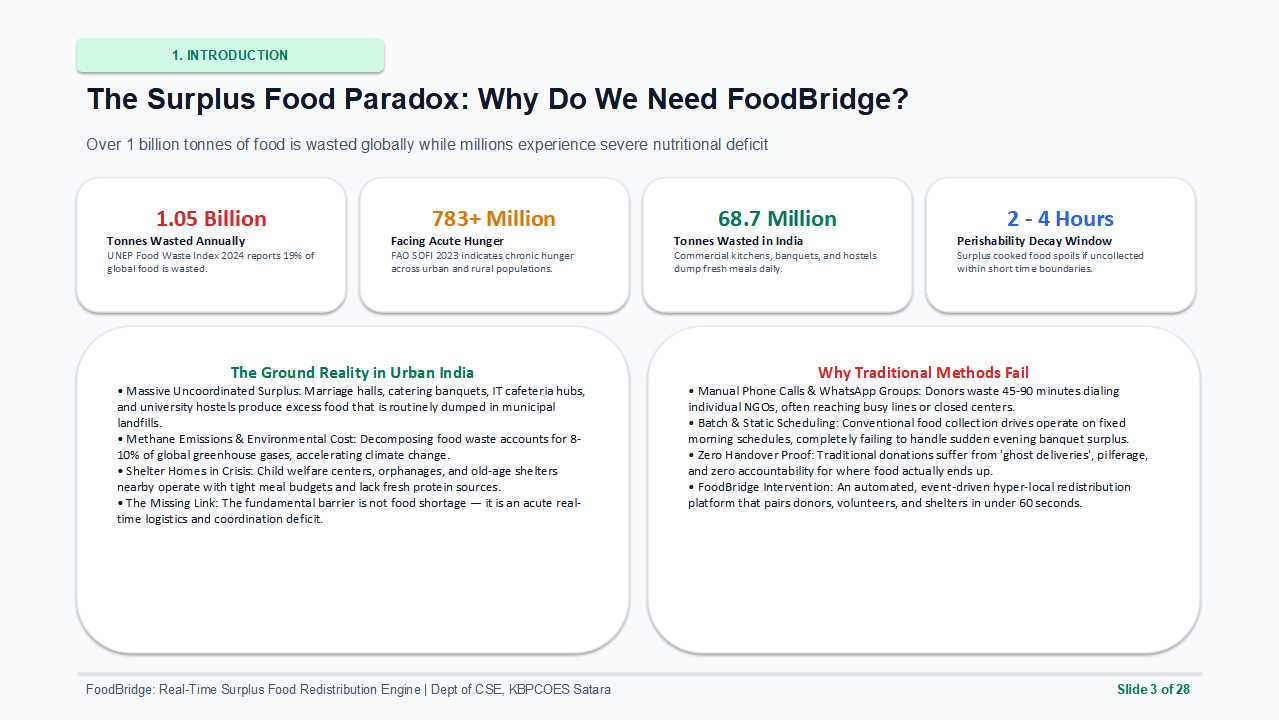 1. INTRODUCTION
The Surplus Food Paradox: Why Do We Need FoodBridge?
Over 1 billion tonnes of food is wasted globally while millions experience severe nutritional deficit
1.05 Billion
Tonnes Wasted Annually
UNEP Food Waste Index 2024 reports 19% of
global food is wasted.
783+ Million
Facing Acute Hunger
FAO SOFI 2023 indicates chronic hunger
across urban and rural populations.
68.7 Million
Tonnes Wasted in India
Commercial kitchens, banquets, and hostels
dump fresh meals daily.
2 - 4 Hours
Perishability Decay Window
Surplus cooked food spoils if uncollected
within short time boundaries.
The Ground Reality in Urban India
• Massive Uncoordinated Surplus: Marriage halls, catering banquets, IT cafeteria hubs,
and university hostels produce excess food that is routinely dumped in municipal
landfills.
• Methane Emissions & Environmental Cost: Decomposing food waste accounts for 8-
10% of global greenhouse gases, accelerating climate change.
• Shelter Homes in Crisis: Child welfare centers, orphanages, and old-age shelters
nearby operate with tight meal budgets and lack fresh protein sources.
• The Missing Link: The fundamental barrier is not food shortage — it is an acute real-
time logistics and coordination deficit.
Why Traditional Methods Fail
• Manual Phone Calls & WhatsApp Groups: Donors waste 45-90 minutes dialing
individual NGOs, often reaching busy lines or closed centers.
• Batch & Static Scheduling: Conventional food collection drives operate on fixed
morning schedules, completely failing to handle sudden evening banquet surplus.
• Zero Handover Proof: Traditional donations suffer from 'ghost deliveries', pilferage,
and zero accountability for where food actually ends up.
• FoodBridge Intervention: An automated, event-driven hyper-local redistribution
platform that pairs donors, volunteers, and shelters in under 60 seconds.
FoodBridge: Real-Time Surplus Food Redistribution Engine | Dept of CSE, KBPCOES Satara
Slide 3 of 28